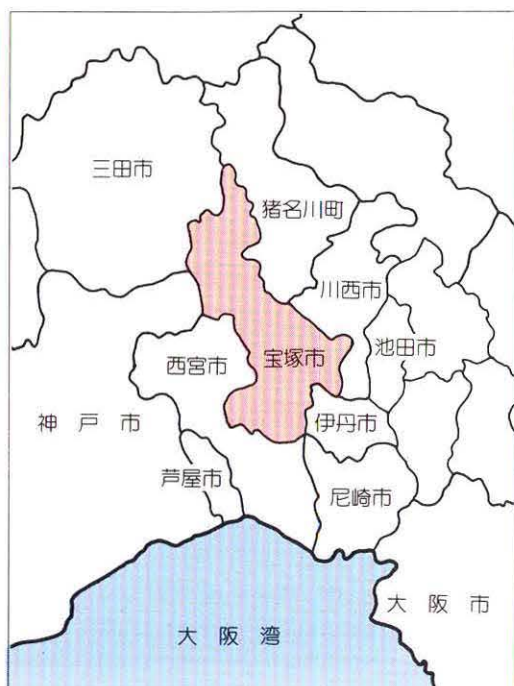 三田市
猪名川町
川西市
池田市
宝塚市
西宮市
伊丹市
神戸市
芦屋市
尼崎市
大阪市
大阪湾